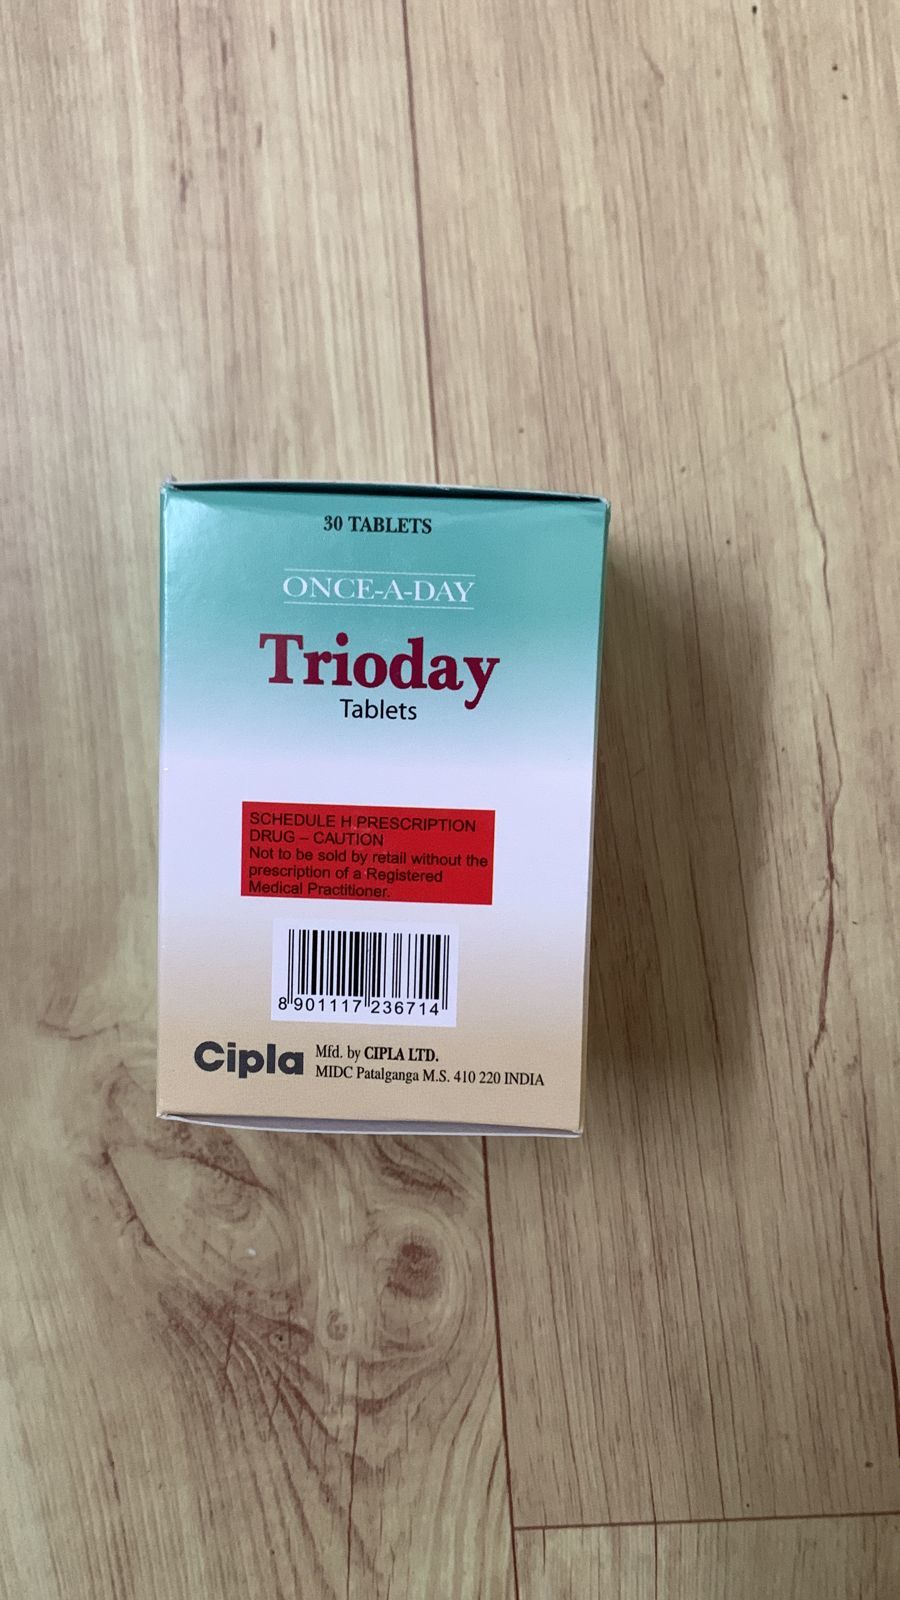 30 TABLETS
ONCE-A-DAY
Trioday
Tablets
SCHEDULE H PRESCRIPTION
DRUG – CAUTION
Not to be sold by retail without the
prescription of a Registered
Medical Practitioner.
8 901117 236714
Cipla
Mfd. by CIPLA LTD.
MIDC Patalganga M.S. 410 220 INDIA